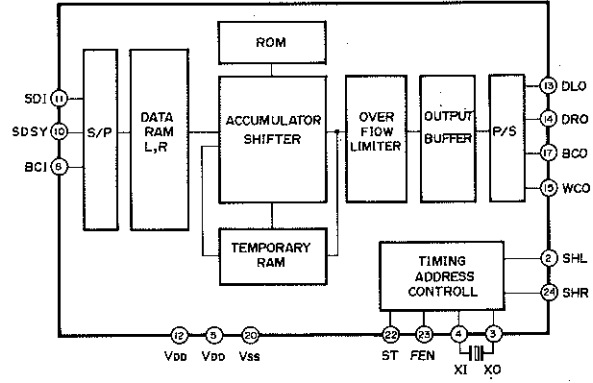 ROM
SDI 11
SDSY 10
BCI 6
S/P
DATA
RAM
L,R
ACCUMULATOR
SHIFTER
OVER
FLOW
LIMITER
OUTPUT
BUFFER
P/S
13 DLO
14 DRO
17 BCO
15 WCO
TEMPORARY
RAM
TIMING
ADDRESS
CONTROLL
2 SHL
24 SHR
12 5 20 22 23 4 3
VDD VDD VSS ST FEN XI XO